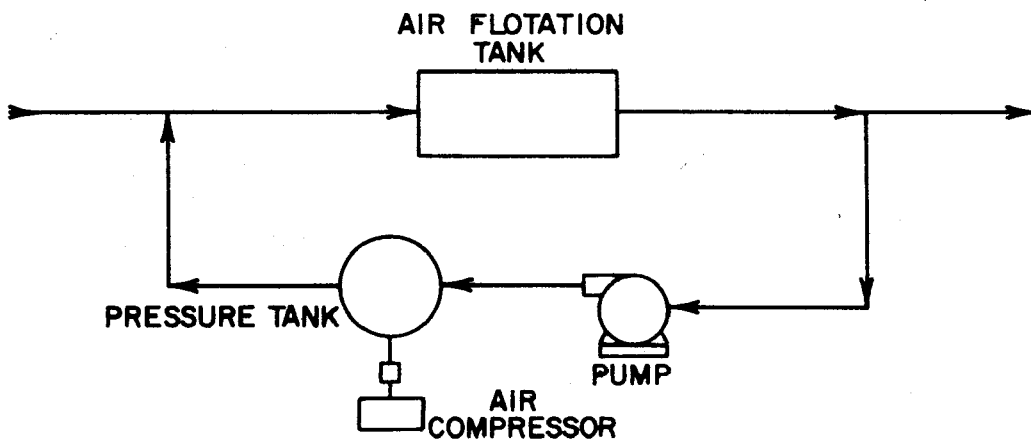 AIR FLOTATION
TANK
PRESSURE TANK
PUMP
AIR
COMPRESSOR